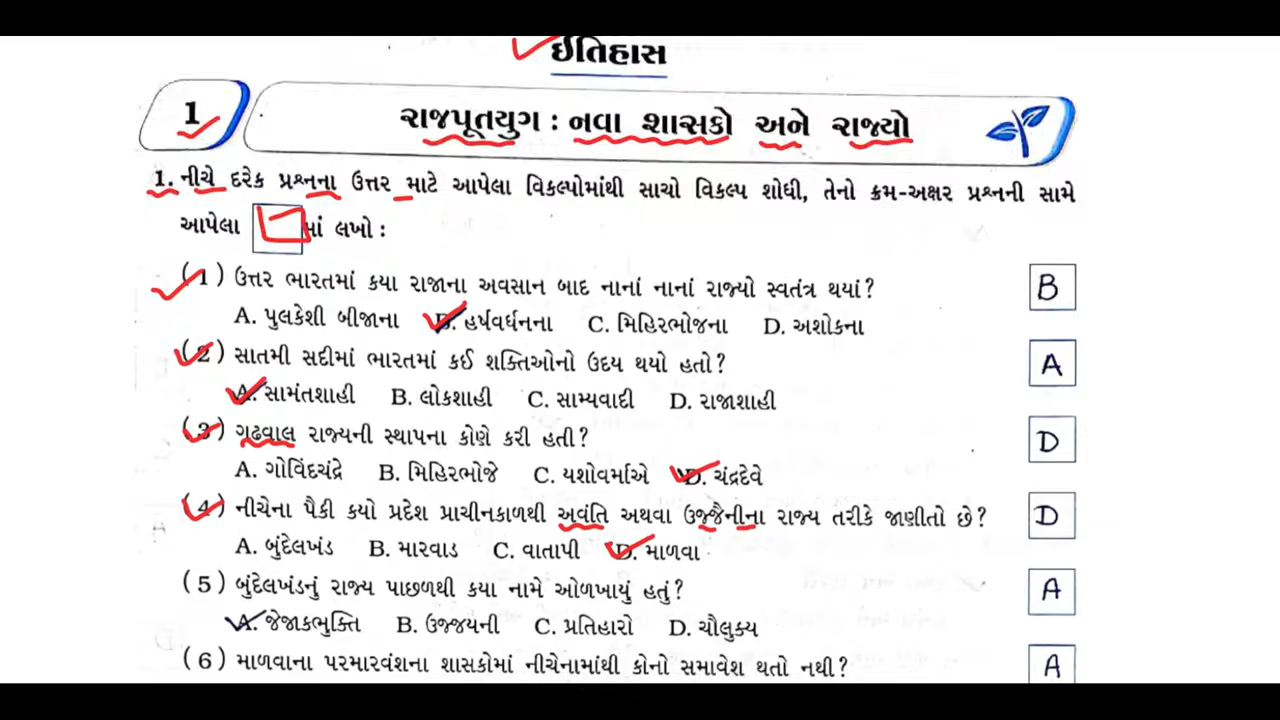 ઈતિહાસ
1
રાજપૂતયુગ : નવા શાસકો અને રાજ્યો
1. નીચે દરેક પ્રશ્નના ઉત્તર માટે આપેલા વિકલ્પોમાંથી સાચો વિકલ્પ શોધી, તેનો ક્રમ-અક્ષર પ્રશ્નની સામે
આપેલા માં લખો :
(1) ઉત્તર ભારતમાં કયા રાજાના અવસાન બાદ નાનાં નાનાં રાજ્યો સ્વતંત્ર થયાં? B
A. પુલકેશી બીજાના B. હર્ષવર્ધનના C. મિહિરભોજના D. અશોકના
(2) સાતમી સદીમાં ભારતમાં કઈ શક્તિઓનો ઉદય થયો હતો? A
A. સામંતશાહી B. લોકશાહી C. સામ્યવાદી D. રાજાશાહી
(3) ગઢવાલ રાજ્યની સ્થાપના કોણે કરી હતી? D
A. ગોવિંદચંદ્રે B. મિહિરભોજે C. યશોવર્માએ D. ચંદ્રદેવે
(4) નીચેના પૈકી કયો પ્રદેશ પ્રાચીનકાળથી અવંતિ અથવા ઉજ્જૈનીના રાજ્ય તરીકે જાણીતો છે? D
A. બુંદેલખંડ B. મારવાડ C. વાતાપી D. માળવા
(5) બુંદેલખંડનું રાજ્ય પાછળથી કયા નામે ઓળખાયું હતું? A
A. જેજાકભુક્તિ B. ઉજ્જયની C. પ્રતિહારો D. ચૌલુક્ય
(6) માળવાના પરમારવંશના શાસકોમાં નીચેનામાંથી કોનો સમાવેશ થતો નથી? A